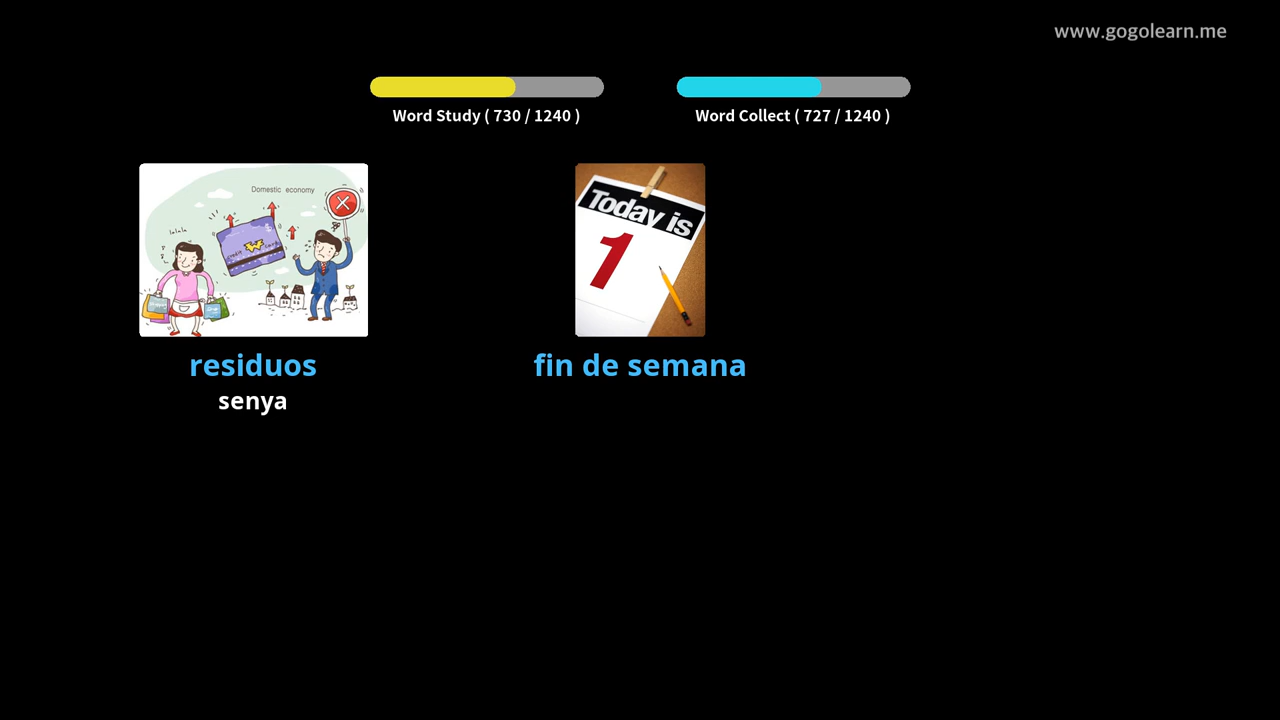 www.gogolearn.me
Word Study ( 730 / 1240 )
Word Collect ( 727 / 1240 )
Domestic economy
lalala
Today is
1
residuos
fin de semana
senya